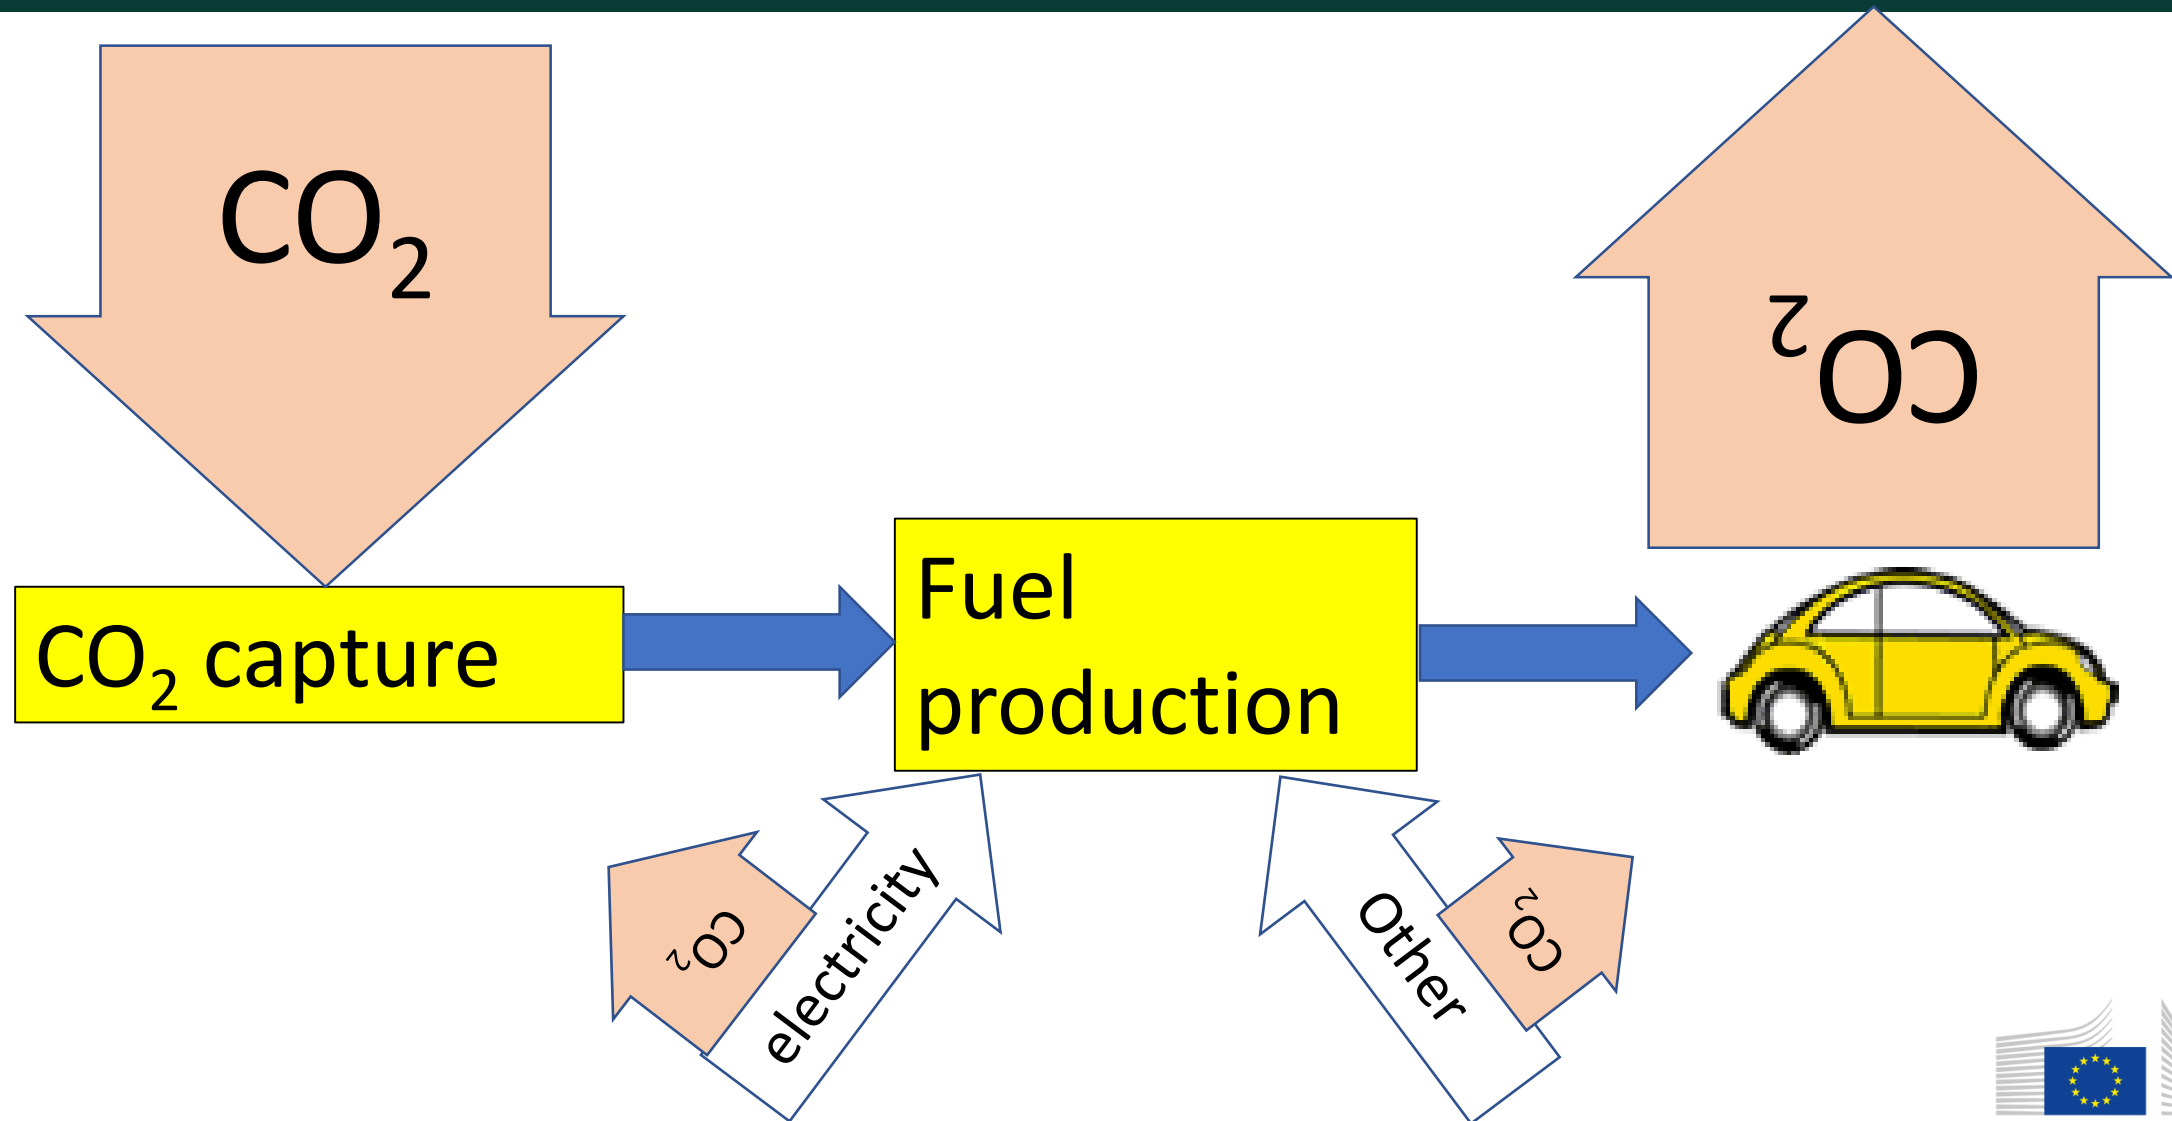 CO₂
CO₂
CO₂ capture
Fuel
production
CO₂
electricity
Other
CO₂